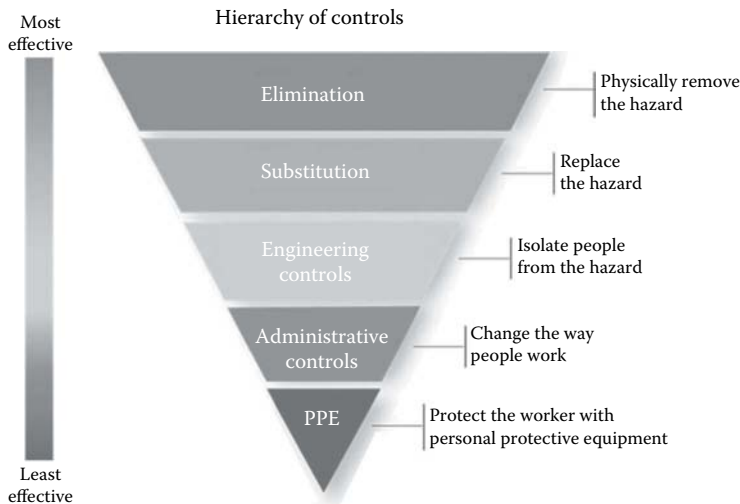 Hierarchy of controls
Most
effective
Elimination
Physically remove
the hazard
Substitution
Replace
the hazard
Engineering
controls
Isolate people
from the hazard
Administrative
controls
Change the way
people work
PPE
Protect the worker with
personal protective equipment
Least
effective